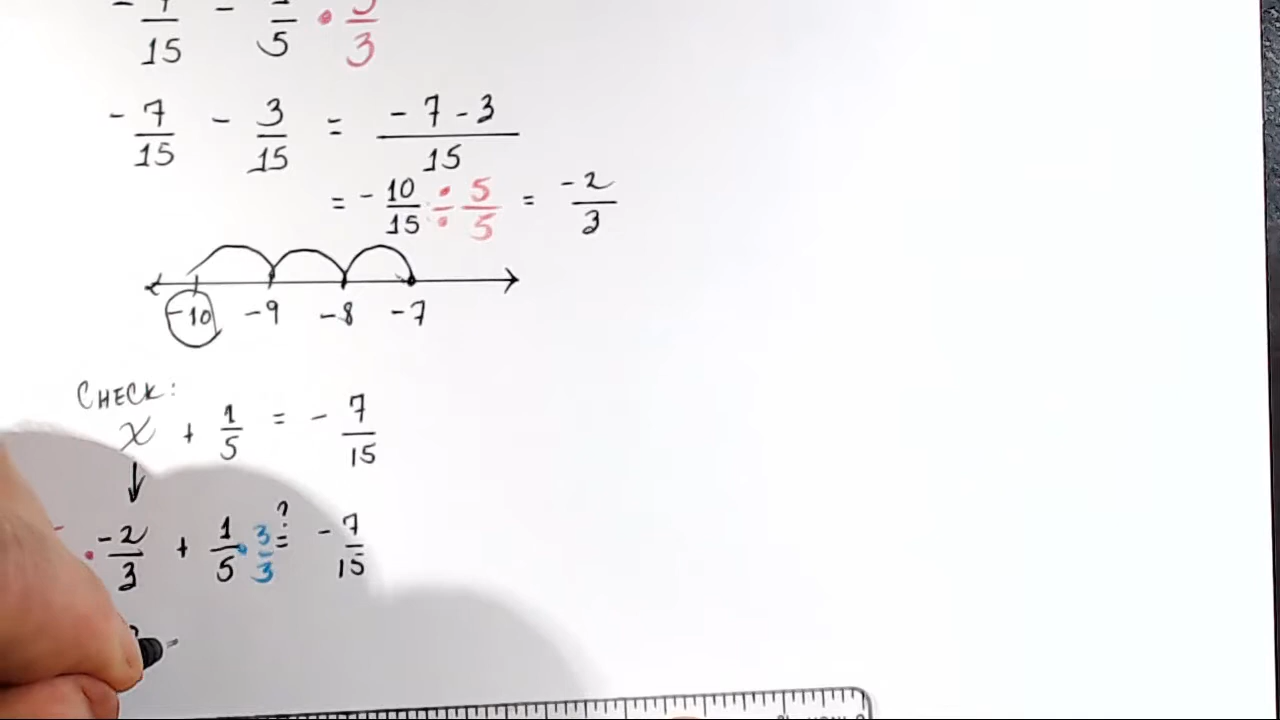 15 - 5 · 3
- 7/15 - 3/15 = (- 7 - 3)/15
= - 10/15 ÷ 5/5 = -2/3
-10 -9 -8 -7
CHECK:
x + 1/5 = - 7/15
· -2/3 + 1/5 · 3/3 ≟ - 7/15